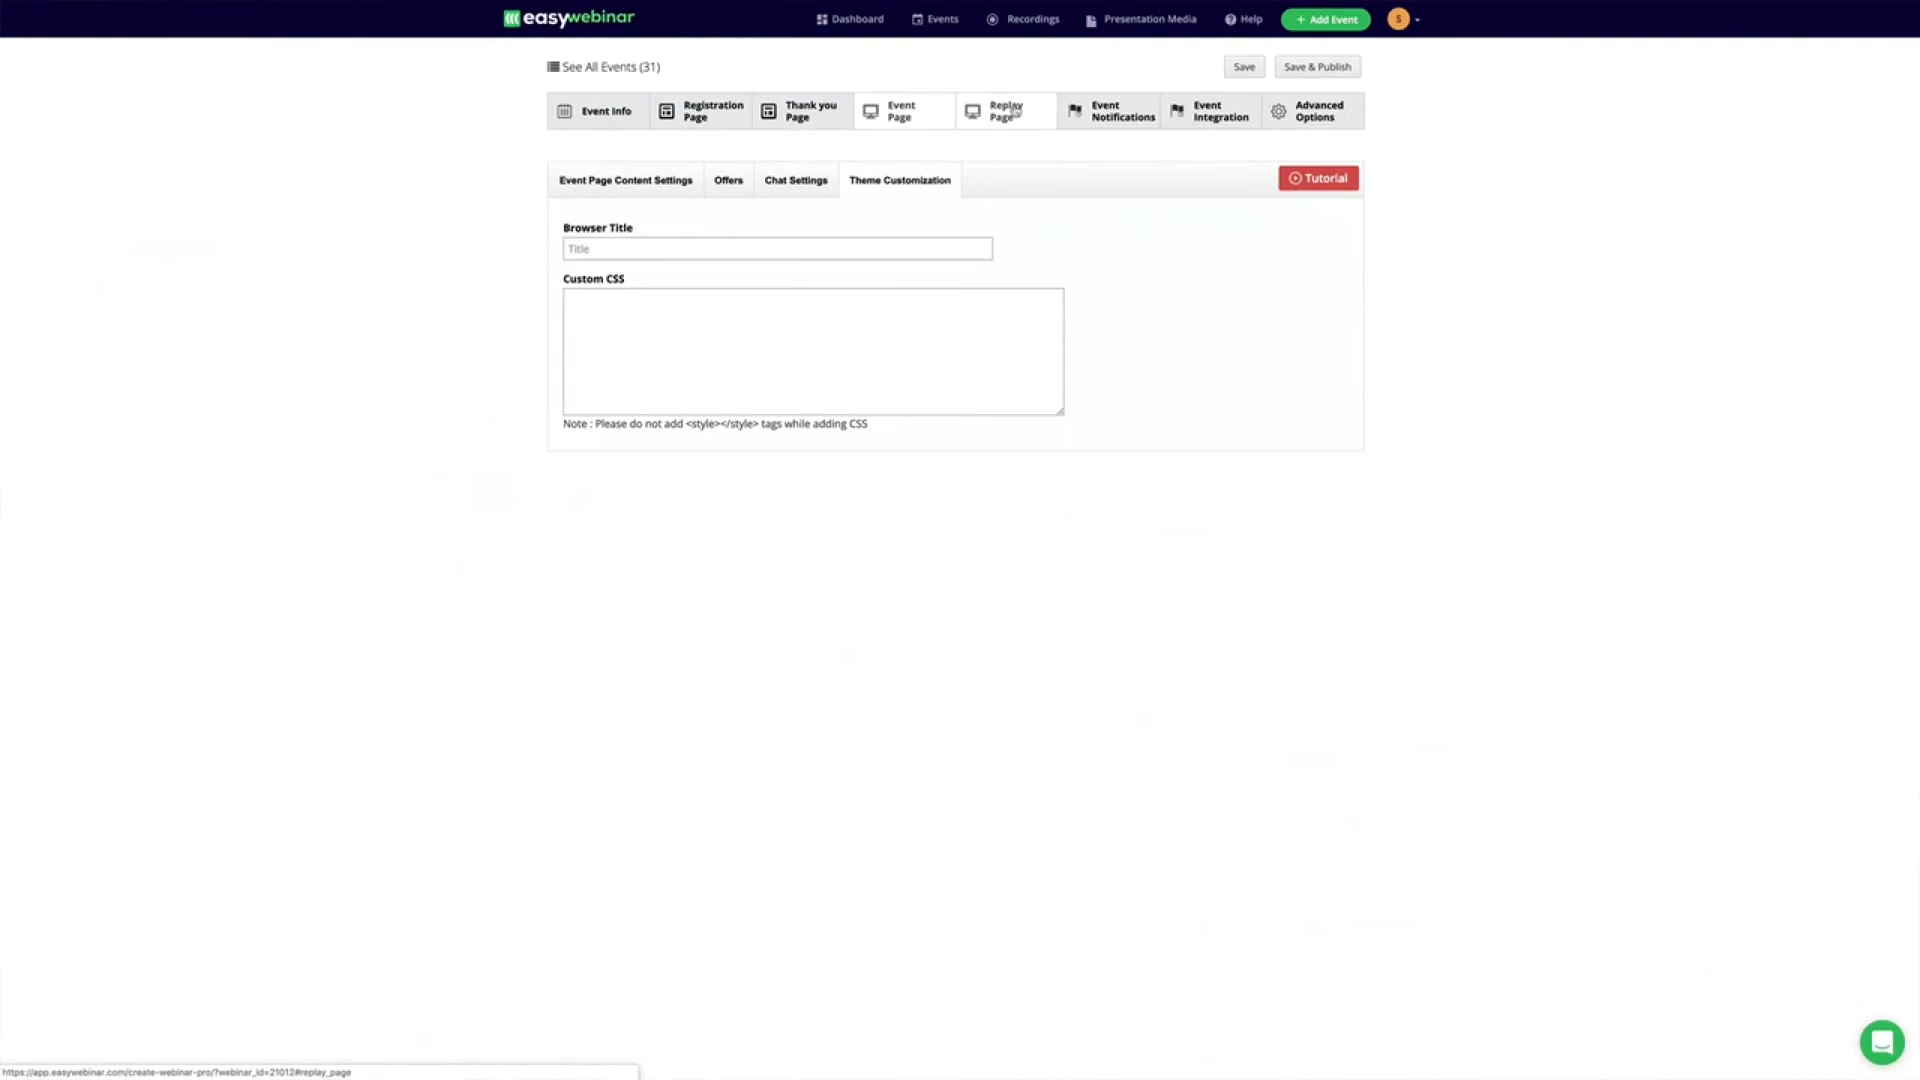 easywebinar
Dashboard
Events
Recordings
Presentation Media
Help
+ Add Event
S
See All Events (31)
Save
Save & Publish
Event Info
Registration
Page
Thank you
Page
Event
Page
Replay
Page
Event
Notifications
Event
Integration
Advanced
Options
Event Page Content Settings
Offers
Chat Settings
Theme Customization
Tutorial
Browser Title
Title
Custom CSS
Note : Please do not add <style></style> tags while adding CSS
https://app.easywebinar.com/create-webinar-pro/?webinar_id=21012#replay_page